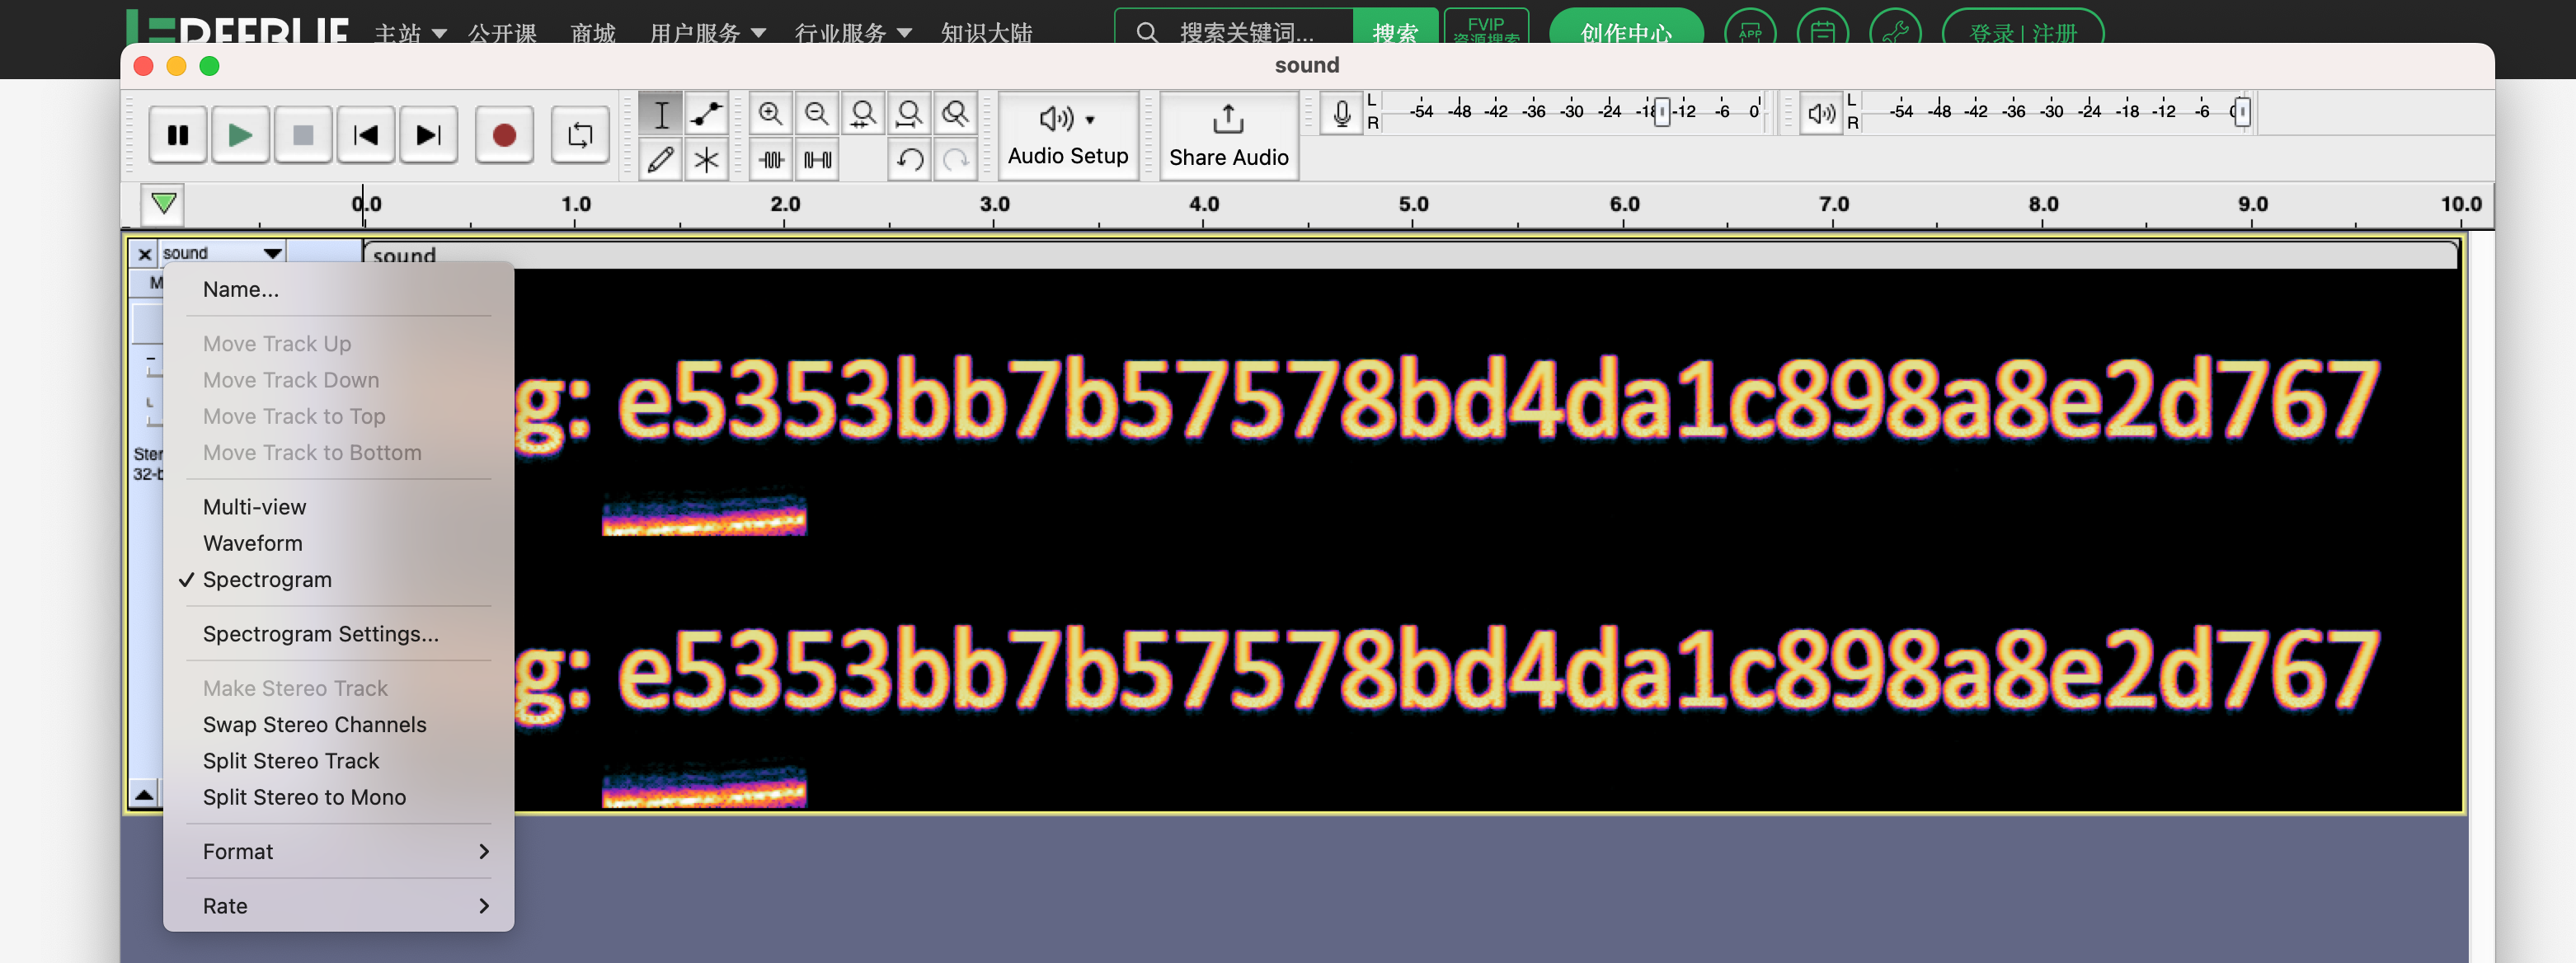 主站 公开课 商城 用户服务 行业服务 知识大陆 搜索关键词... 搜索 FVIP 资源搜索 创作中心 APP 登录 | 注册
sound
Audio Setup Share Audio
L -54 -48 -42 -36 -30 -24 -18 -12 -6 0
R
L -54 -48 -42 -36 -30 -24 -18 -12 -6
R
0.0 1.0 2.0 3.0 4.0 5.0 6.0 7.0 8.0 9.0 10.0
sound
sound
Name...
Move Track Up
Move Track Down
Move Track to Top
Move Track to Bottom
Multi-view
Waveform
Spectrogram
Spectrogram Settings...
Make Stereo Track
Swap Stereo Channels
Split Stereo Track
Split Stereo to Mono
Format
Rate
g: e5353bb7b57578bd4da1c898a8e2d767
g: e5353bb7b57578bd4da1c898a8e2d767